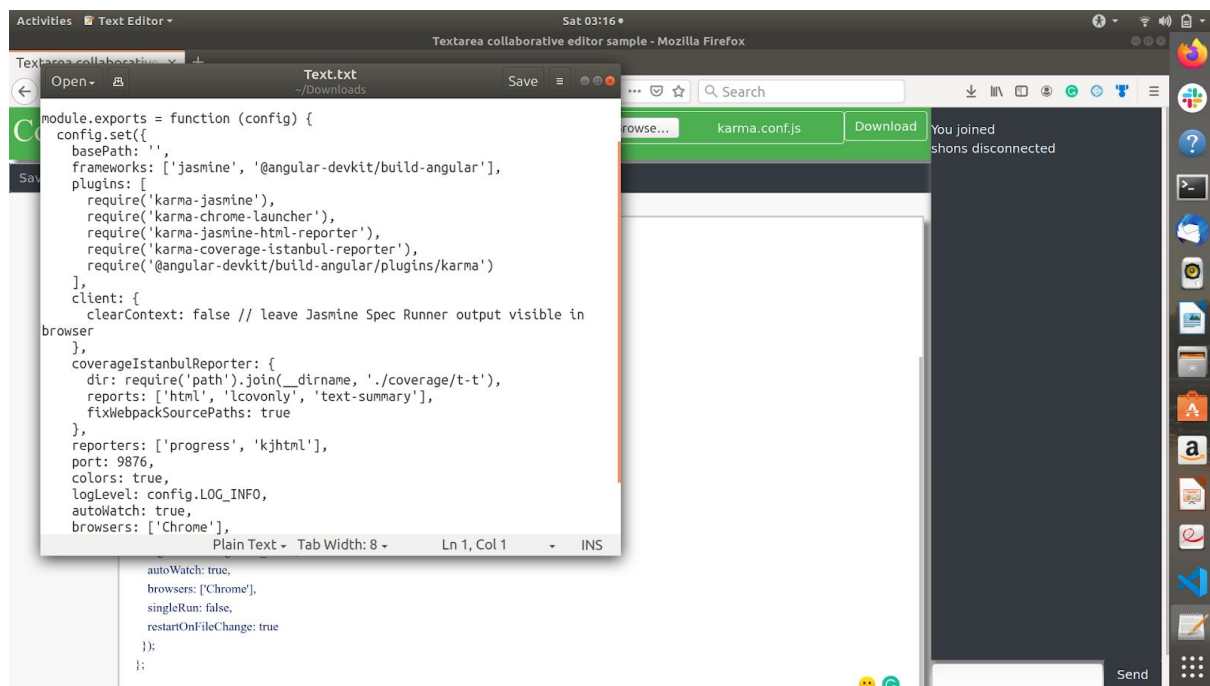 Activities Text Editor Sat 03:16
Textarea collaborative editor sample - Mozilla Firefox
Textarea collaborative
Open Text.txt Save
~/Downloads
Search
module.exports = function (config) {
config.set({
basePath: '',
frameworks: ['jasmine', '@angular-devkit/build-angular'],
plugins: [
require('karma-jasmine'),
require('karma-chrome-launcher'),
require('karma-jasmine-html-reporter'),
require('karma-coverage-istanbul-reporter'),
require('@angular-devkit/build-angular/plugins/karma')
],
client: {
clearContext: false // leave Jasmine Spec Runner output visible in
browser
},
coverageIstanbulReporter: {
dir: require('path').join(__dirname, './coverage/t-t'),
reports: ['html', 'lcovonly', 'text-summary'],
fixWebpackSourcePaths: true
},
reporters: ['progress', 'kjhtml'],
port: 9876,
colors: true,
logLevel: config.LOG_INFO,
autoWatch: true,
browsers: ['Chrome'],
Plain Text Tab Width: 8 Ln 1, Col 1 INS
C
Sav
rowse... karma.conf.js Download
You joined
shons disconnected
autoWatch: true,
browsers: ['Chrome'],
singleRun: false,
restartOnFileChange: true
});
};
Send